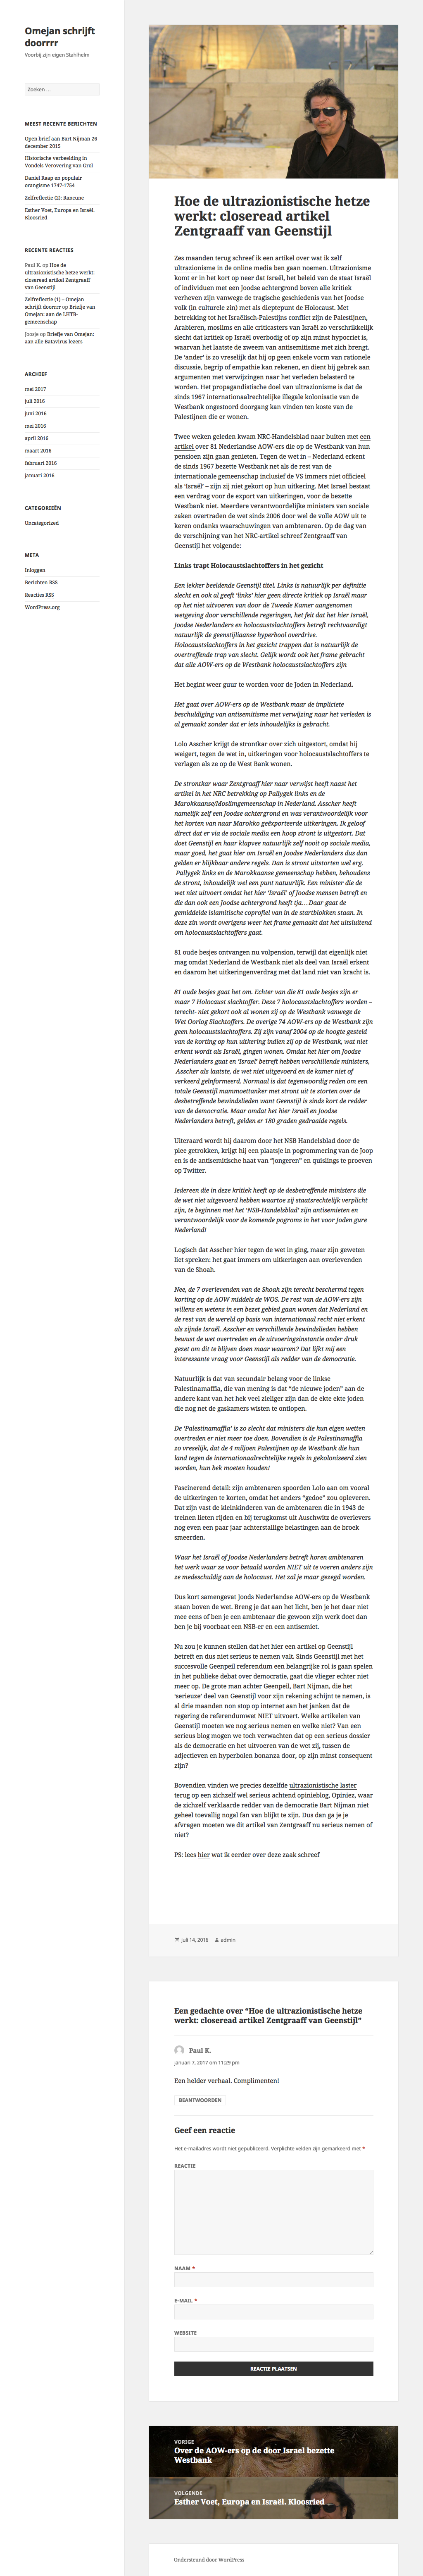 Omejan schrijft
doorrrr
Voorbij zijn eigen Stamheim
Zoeken …
MEEST RECENTE BERICHTEN
Open brief aan Bart Nijman 26
december 2015
Historische verbeelding in
Vondels Verovering van Grol
Daniel Raap en populair
orangisme 1747-1754
Zelfreflectie (2): Rancune
Esther Voet, Europa en Israël.
Kloosried
RECENTE REACTIES
Paul K. op Hoe de
ultrazionistische hetze werkt:
closeread artikel Zentgraaff
van Geenstijl
Zelfreflectie (1) – Omejan
schrijft doorrrr op Briefje van
Omejan: aan de LHTB-
gemeenschap
Joosje op Briefje van Omejan:
aan alle Batavirus lezers
ARCHIEF
mei 2017
juli 2016
juni 2016
mei 2016
april 2016
maart 2016
februari 2016
januari 2016
CATEGORIEËN
Uncategorized
META
Inloggen
Berichten RSS
Reacties RSS
WordPress.org
Hoe de ultrazionistische hetze
werkt: closeread artikel
Zentgraaff van Geenstijl
Zes maanden terug schreef ik een artikel over wat ik zelf
ultrazionisme in de online media ben gaan noemen. Ultrazionisme
komt er in het kort op neer dat Israël, het beleid van de staat Israël
of individuen met een Joodse achtergrond boven alle kritiek
verheven zijn vanwege de tragische geschiedenis van het Joodse
volk (in culturele zin) met als dieptepunt de Holocaust. Met
betrekking tot het Israëlisch-Palestijns conflict zijn de Palestijnen,
Arabieren, moslims en alle criticasters van Israël zo verschrikkelijk
slecht dat kritiek op Israël overbodig of op zijn minst hypocriet is,
waarvan het laatste de zweem van antisemitisme met zich brengt.
De 'ander' is zo vreselijk dat hij op geen enkele vorm van rationele
discussie, begrip of empathie kan rekenen, en dient bij gebrek aan
argumenten met verwijzingen naar het verleden belasterd te
worden. Het propagandistische doel van ultrazionisme is dat de
sinds 1967 internationaalrechtelijke illegale kolonisatie van de
Westbank ongestoord doorgang kan vinden ten koste van de
Palestijnen die er wonen.
Twee weken geleden kwam NRC-Handelsblad naar buiten met een
artikel over 81 Nederlandse AOW-ers die op de Westbank van hun
pensioen zijn gaan genieten. Tegen de wet in – Nederland erkent
de sinds 1967 bezette Westbank net als de rest van de
internationale gemeenschap inclusief de VS immers niet officieel
als 'Israël' – zijn zij niet gekort op hun uitkering. Met Israel bestaat
een verdrag voor de export van uitkeringen, voor de bezette
Westbank niet. Meerdere verantwoordelijke ministers van sociale
zaken overtraden de wet sinds 2006 door wel de volle AOW uit te
keren ondanks waarschuwingen van ambtenaren. Op de dag van
de verschijning van het NRC-artikel schreef Zentgraaff van
Geenstijl het volgende:
Links trapt Holocaustslachtoffers in het gezicht
Een lekker beeldende Geenstijl titel. Links is natuurlijk per definitie
slecht en ook al geeft 'links' hier geen directe kritiek op Israël maar
op het niet uitvoeren van door de Tweede Kamer aangenomen
wetgeving door verschillende regeringen, het feit dat het hier Israël,
Joodse Nederlanders en holocaustslachtoffers betreft rechtvaardigt
natuurlijk de geenstijliaanse hyperbool overdrive.
Holocaustslachtoffers in het gezicht trappen dat is natuurlijk de
overtreffende trap van slecht. Gelijk wordt ook het frame gebracht
dat alle AOW-ers op de Westbank holocaustslachtoffers zijn
Het begint weer guur te worden voor de Joden in Nederland.
Het gaat over AOW-ers op de Westbank maar de impliciete
beschuldiging van antisemitisme met verwijzing naar het verleden is
al gemaakt zonder dat er iets inhoudelijks is gebracht.
Lolo Asscher krijgt de strontkar over zich uitgestort, omdat hij
weigert, tegen de wet in, uitkeringen voor holocaustslachtoffers te
verlagen als ze op de West Bank wonen.
De strontkar waar Zentgraaff hier naar verwijst heeft naast het
artikel in het NRC betrekking op Pallygek links en de
Marokkaanse/Moslimgemeenschap in Nederland. Asscher heeft
namelijk zelf een Joodse achtergrond en was verantwoordelijk voor
het korten van naar Marokko geëxporteerde uitkeringen. Ik geloof
direct dat er via de sociale media een hoop stront is uitgestort. Dat
doet Geenstijl en haar klapvee natuurlijk zelf nooit op sociale media,
maar goed, het gaat hier om Israël en Joodse Nederlanders dus dan
gelden er blijkbaar andere regels. Dan is stront uitstorten wel erg.
Pallygek links en de Marokkaanse gemeenschap hebben, behoudens
de stront, inhoudelijk wel een punt natuurlijk. Een minister die de
wet niet uitvoert omdat het hier 'Israël' of Joodse mensen betreft en
die dan ook een Joodse achtergrond heeft tja…Daar gaat de
gemiddelde islamitische coprofiel van in de startblokken staan. In
deze zin wordt overigens weer het frame gemaakt dat het uitsluitend
om holocaustslachtoffers gaat.
81 oude besjes ontvangen nu volpension, terwijl dat eigenlijk niet
mag omdat Nederland de Westbank niet als deel van Israël erkent
en daarom het uitkeringenverdrag met dat land niet van kracht is.
81 oude besjes gaat het om. Echter van die 81 oude besjes zijn er
maar 7 Holocaust slachtoffer. Deze 7 holocaustslachtoffers worden –
terecht- niet gekort ook al wonen zij op de Westbank vanwege de
Wet Oorlog Slachtoffers. De overige 74 AOW-ers op de Westbank zijn
geen holocaustslachtoffers. Zij zijn vanaf 2004 op de hoogte gesteld
van de korting op hun uitkering indien zij op de Westbank, wat niet
erkent wordt als Israël, gingen wonen. Omdat het hier om Joodse
Nederlanders gaat en 'Israel' betreft hebben verschillende ministers,
Asscher als laatste, de wet niet uitgevoerd en de kamer niet of
verkeerd geïnformeerd. Normaal is dat tegenwoordig reden om een
totale Geenstijl mammoettanker met stront uit te storten over de
desbetreffende bewindslieden want Geenstijl is sinds kort de redder
van de democratie. Maar omdat het hier Israël en Joodse
Nederlanders betreft, gelden er 180 graden gedraaide regels.
Uiteraard wordt hij daarom door het NSB Handelsblad door de
plee getrokken, krijgt hij een plaatsje in pogrommering van de Joop
en is de antisemitische haat van "jongeren" en quislings te proeven
op Twitter.
Iedereen die in deze kritiek heeft op de desbetreffende ministers die
de wet niet uitgevoerd hebben waartoe zij staatsrechtelijk verplicht
zijn, te beginnen met het 'NSB-Handelsblad' zijn antisemieten en
verantwoordelijk voor de komende pogroms in het voor Joden gure
Nederland!
Logisch dat Asscher hier tegen de wet in ging, maar zijn geweten
liet spreken: het gaat immers om uitkeringen aan overlevenden
van de Shoah.
Nee, de 7 overlevenden van de Shoah zijn terecht beschermd tegen
korting op de AOW middels de WOS. De rest van de AOW-ers zijn
willens en wetens in een bezet gebied gaan wonen dat Nederland en
de rest van de wereld op basis van internationaal recht niet erkent
als zijnde Israël. Asscher en verschillende bewindslieden hebben
bewust de wet overtreden en de uitvoeringsinstantie onder druk
gezet om dit te blijven doen maar waarom? Dat lijkt mij een
interessante vraag voor Geenstijl als redder van de democratie.
Natuurlijk is dat van secundair belang voor de linkse
Palestinamaffia, die van mening is dat "de nieuwe joden" aan de
andere kant van het hek veel zieliger zijn dan de ekte ekte joden
die nog net de gaskamers wisten te ontlopen.
De 'Palestinamaffia' is zo slecht dat ministers die hun eigen wetten
overtreden er niet meer toe doen. Bovendien is de Palestinamaffia
zo vreselijk, dat de 4 miljoen Palestijnen op de Westbank die hun
land tegen de internationaalrechtelijke regels in gekoloniseerd zien
worden, hun bek moeten houden!
Fascinerend detail: zijn ambtenaren spoorden Lolo aan om vooral
de uitkeringen te korten, omdat het anders "gedoe" zou opleveren.
Dat zijn vast de kleinkinderen van de ambtenaren die in 1943 de
treinen lieten rijden en bij terugkomst uit Auschwitz de overlevers
nog even een paar jaar achterstallige belastingen aan de broek
smeerden.
Waar het Israël of Joodse Nederlanders betreft horen ambtenaren
het werk waar ze voor betaald worden NIET uit te voeren anders zijn
ze medeschuldig aan de holocaust. Het zal je maar gezegd worden.
Dus kort samengevat Joods Nederlandse AOW-ers op de Westbank
staan boven de wet. Breng je dat aan het licht, ben je het daar niet
mee eens of ben je een ambtenaar die gewoon zijn werk doet dan
ben je bij voorbaat een NSB-er en een antisemiet.
Nu zou je kunnen stellen dat het hier een artikel op Geenstijl
betreft en dus niet serieus te nemen valt. Sinds Geenstijl met het
succesvolle Geenpeil referendum een belangrijke rol is gaan spelen
in het publieke debat over democratie, gaat die vlieger echter niet
meer op. De grote man achter Geenpeil, Bart Nijman, die het
'serieuze' deel van Geenstijl voor zijn rekening schijnt te nemen, is
al drie maanden non stop op internet aan het janken dat de
regering de referendumwet NIET uitvoert. Welke artikelen van
Geenstijl moeten we nog serieus nemen en welke niet? Van een
serieus blog mogen we toch verwachten dat op een serieus dossier
als de democratie en het uitvoeren van de wet zij, tussen de
adjectieven en hyperbolen bonanza door, op zijn minst consequent
zijn?
Bovendien vinden we precies dezelfde ultrazionistische laster
terug op een zichzelf wel serieus achtend opinieblog, Opiniez, waar
de zichzelf verklaarde redder van de democratie Bart Nijman niet
geheel toevallig nogal fan van blijkt te zijn. Dus dan ga je je
afvragen moeten we dit artikel van Zentgraaff nu serieus nemen of
niet?
PS: lees hier wat ik eerder over deze zaak schreef
juli 14, 2016 admin
Een gedachte over “Hoe de ultrazionistische hetze
werkt: closeread artikel Zentgraaff van Geenstijl”
Paul K.
januari 7, 2017 om 11:29 pm
Een helder verhaal. Complimenten!
BEANTWOORDEN
Geef een reactie
Het e-mailadres wordt niet gepubliceerd. Verplichte velden zijn gemarkeerd met *
REACTIE
NAAM *
E-MAIL *
WEBSITE
REACTIE PLAATSEN
VORIGE
Over de AOW-ers op de door Israel bezette
Westbank
VOLGENDE
Esther Voet, Europa en Israël. Kloosried
Ondersteund door WordPress